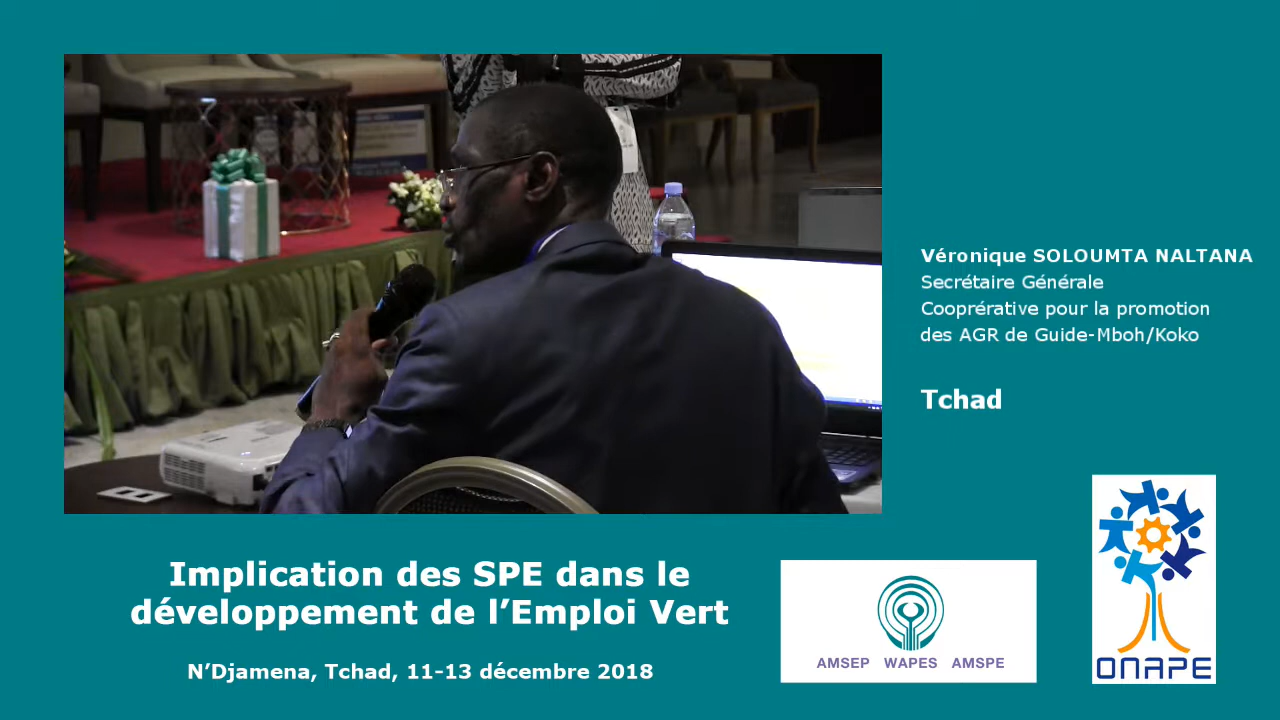 Véronique SOLOUMTA NALTANA
Secrétaire Générale
Cooprérative pour la promotion
des AGR de Guide-Mboh/Koko
Tchad
Implication des SPE dans le
développement de l’Emploi Vert
N’Djamena, Tchad, 11-13 décembre 2018
AMSEP WAPES AMSPE
ONAPE